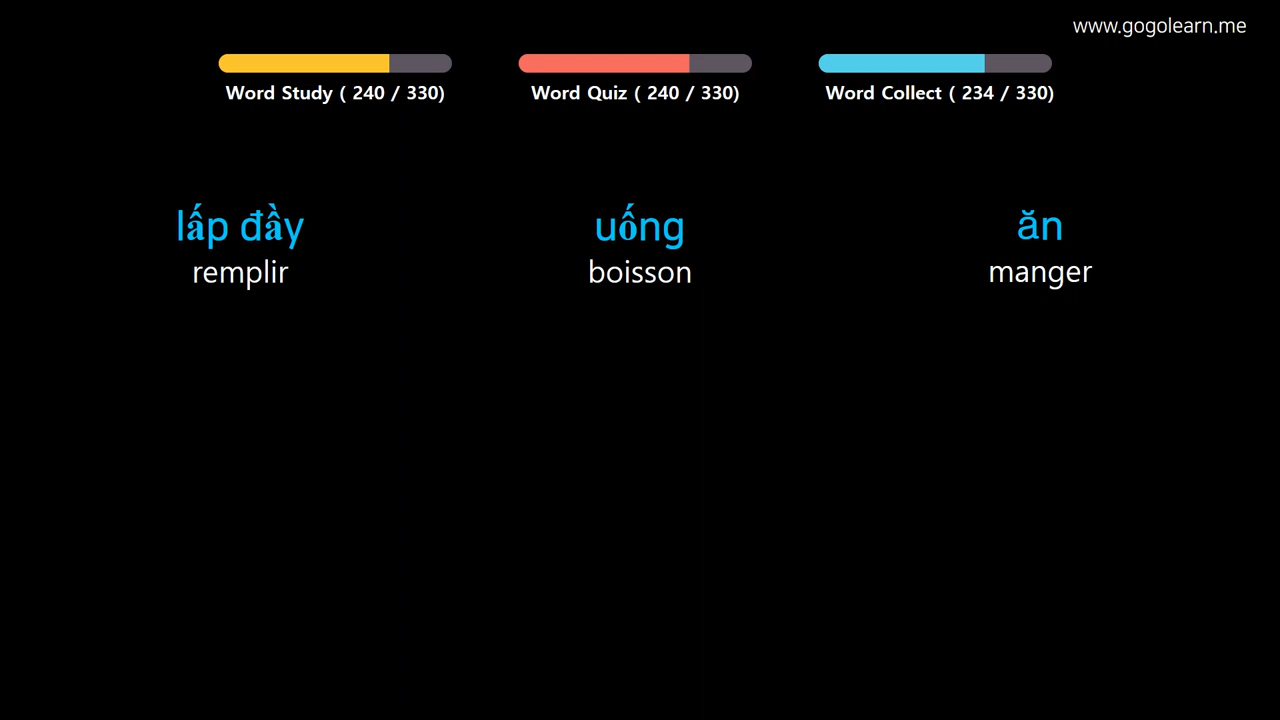 www.gogolearn.me
Word Study ( 240 / 330)
Word Quiz ( 240 / 330)
Word Collect ( 234 / 330)
lấp đầy
remplir
uống
boisson
ăn
manger